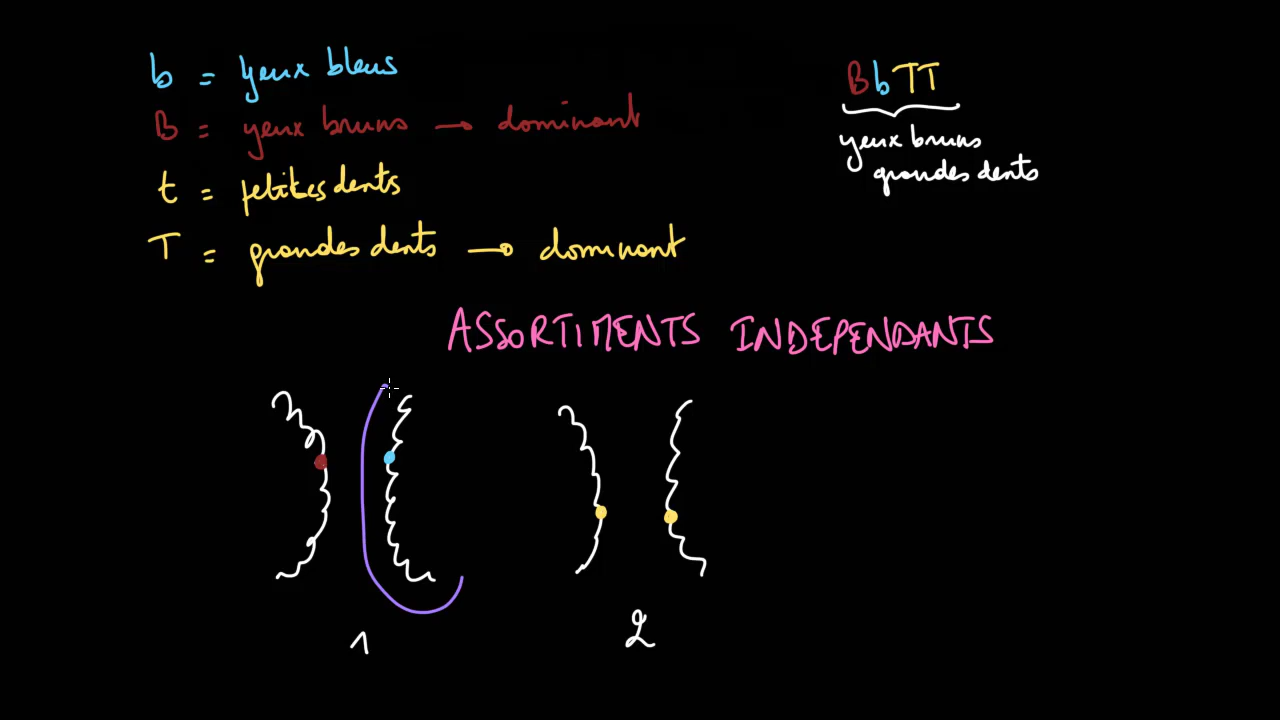 b = yeux bleus
B = yeux bruns → dominant
t = petites dents
T = grandes dents → dominant
BbTT
yeux bruns
grandes dents
ASSORTIMENTS INDEPENDANTS
1
2